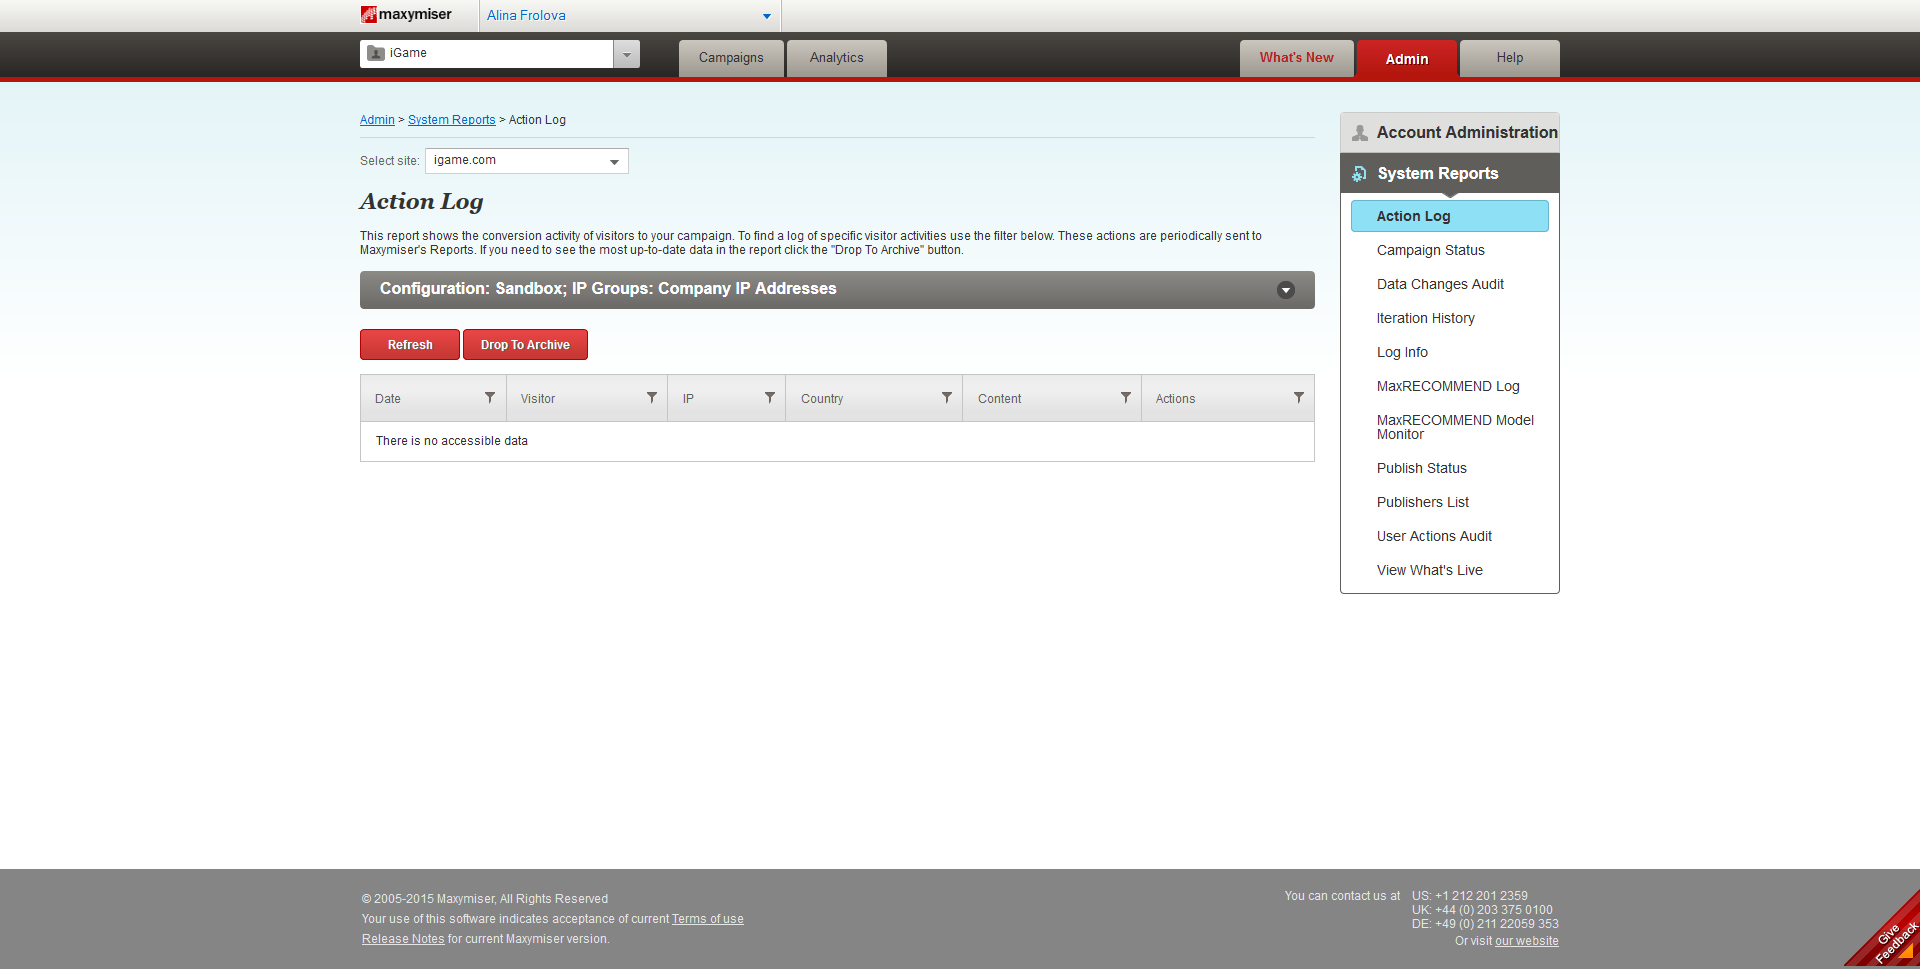 maxymiser
Alina Frolova
iGame
Campaigns
Analytics
What's New
Admin
Help
Admin > System Reports > Action Log
Select site: igame.com
Action Log
This report shows the conversion activity of visitors to your campaign. To find a log of specific visitor activities use the filter below. These actions are periodically sent to
Maxymiser's Reports. If you need to see the most up-to-date data in the report click the "Drop To Archive" button.
Configuration: Sandbox; IP Groups: Company IP Addresses
Refresh
Drop To Archive
Date Visitor IP Country Content Actions
There is no accessible data
Account Administration
System Reports
Action Log
Campaign Status
Data Changes Audit
Iteration History
Log Info
MaxRECOMMEND Log
MaxRECOMMEND Model
Monitor
Publish Status
Publishers List
User Actions Audit
View What's Live
© 2005-2015 Maxymiser, All Rights Reserved
Your use of this software indicates acceptance of current Terms of use
Release Notes for current Maxymiser version.
You can contact us at US: +1 212 201 2359
UK: +44 (0) 203 375 0100
DE: +49 (0) 211 22059 353
Or visit our website
Give
Feedback